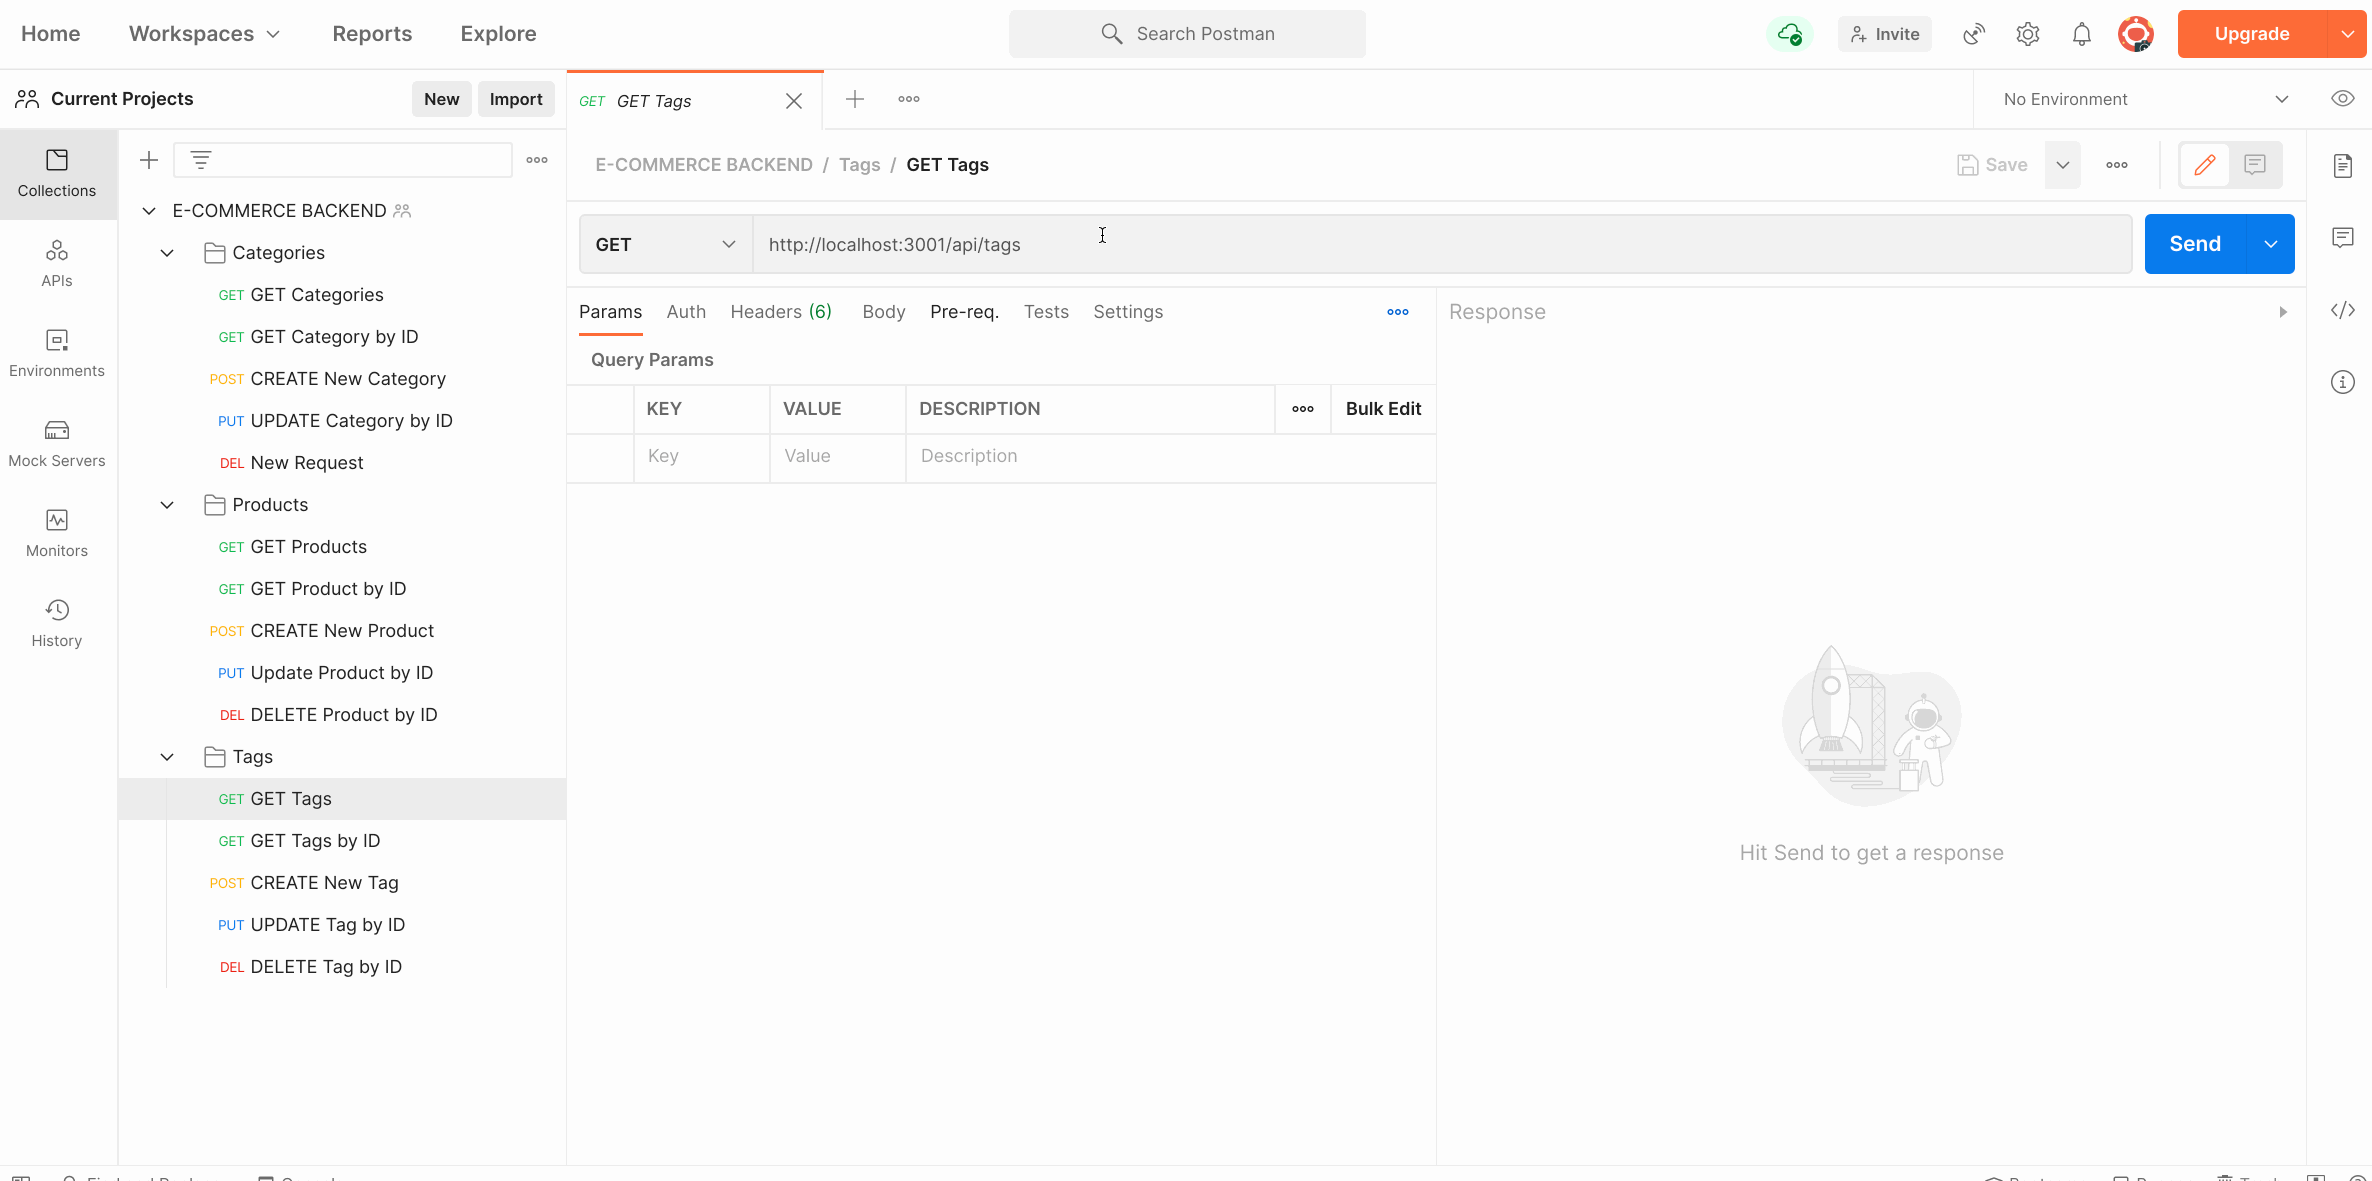 Home Workspaces Reports Explore Search Postman Invite Upgrade
Current Projects New Import GET GET Tags No Environment
Collections
APIs
Environments
Mock Servers
Monitors
History
E-COMMERCE BACKEND
Categories
GET GET Categories
GET GET Category by ID
POST CREATE New Category
PUT UPDATE Category by ID
DEL New Request
Products
GET GET Products
GET GET Product by ID
POST CREATE New Product
PUT Update Product by ID
DEL DELETE Product by ID
Tags
GET GET Tags
GET GET Tags by ID
POST CREATE New Tag
PUT UPDATE Tag by ID
DEL DELETE Tag by ID
E-COMMERCE BACKEND / Tags / GET Tags Save
GET http://localhost:3001/api/tags Send
Params Auth Headers (6) Body Pre-req. Tests Settings
Query Params
KEY VALUE DESCRIPTION Bulk Edit
Key Value Description
Response
Hit Send to get a response